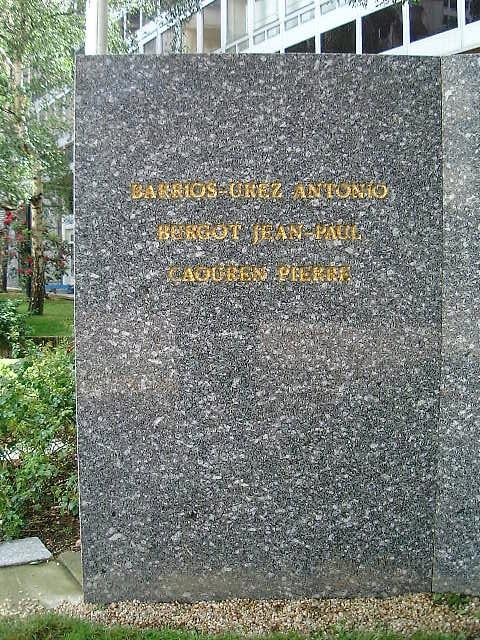 BARRIOS-UREZ ANTONIO
BURGOT JEAN-PAUL
CAOUREN PIERRE